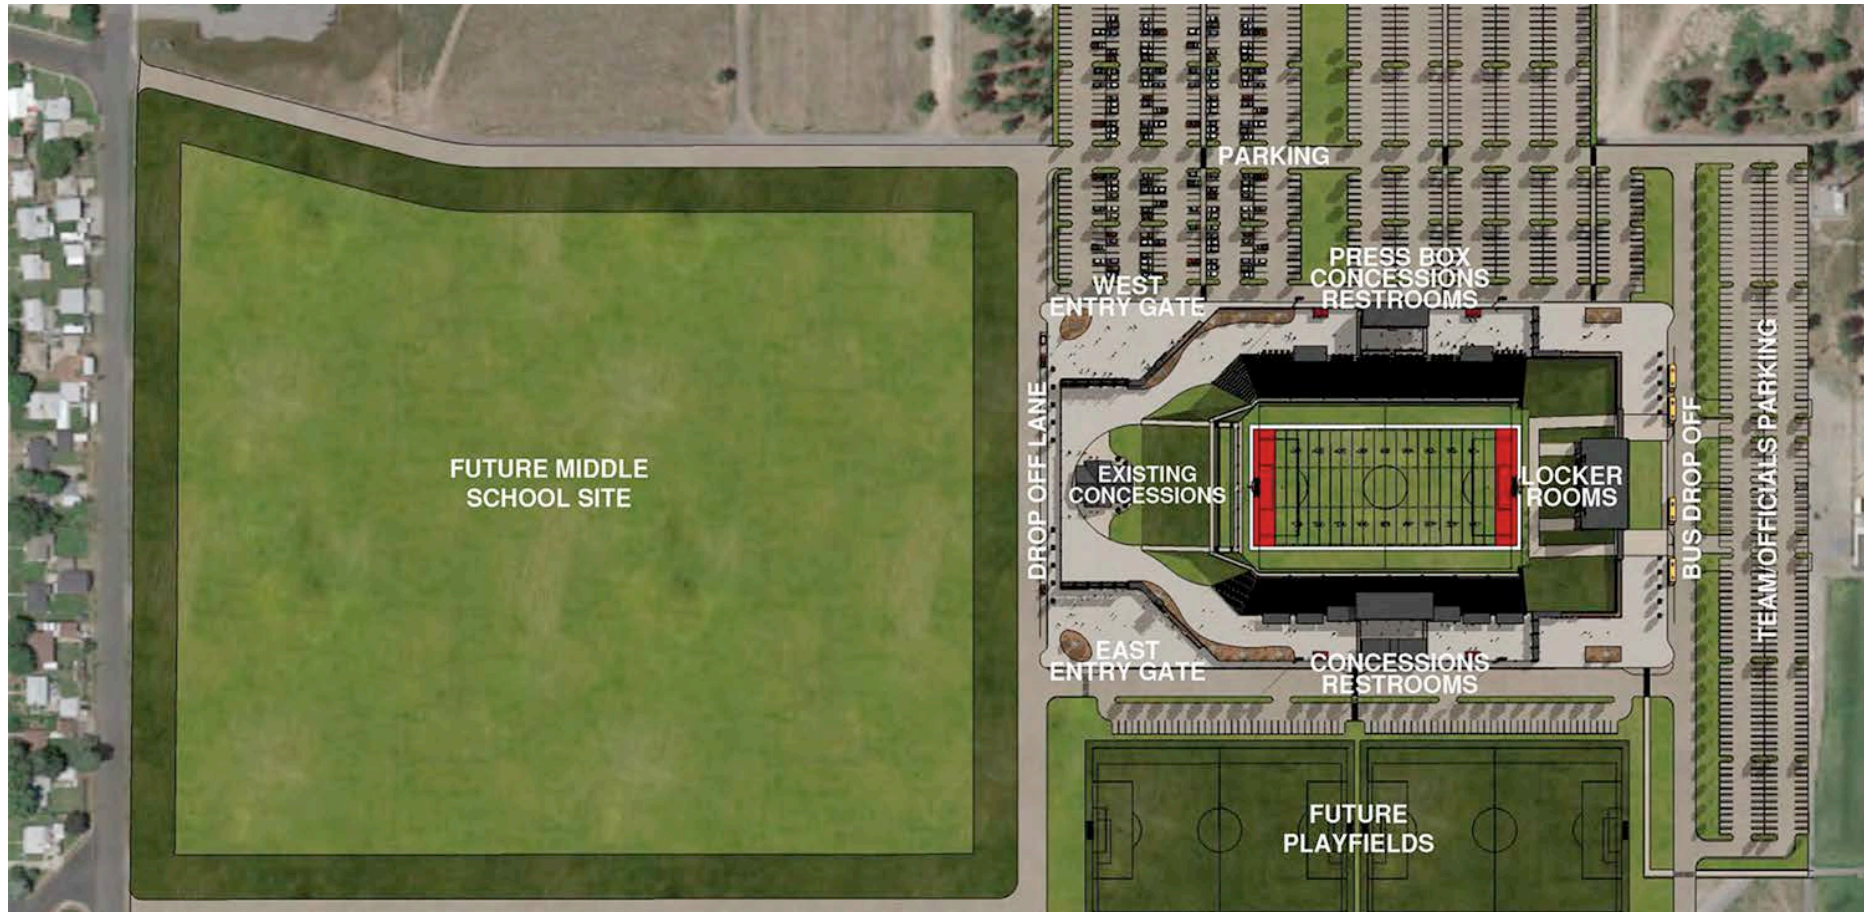 PARKING
PRESS BOX
CONCESSIONS
RESTROOMS
WEST
ENTRY GATE
DROP OFF LANE
FUTURE MIDDLE
SCHOOL SITE
EXISTING
CONCESSIONS
LOCKER
ROOMS
BUS DROP OFF
TEAM/OFFICIALS PARKING
EAST
ENTRY GATE
CONCESSIONS
RESTROOMS
FUTURE
PLAYFIELDS